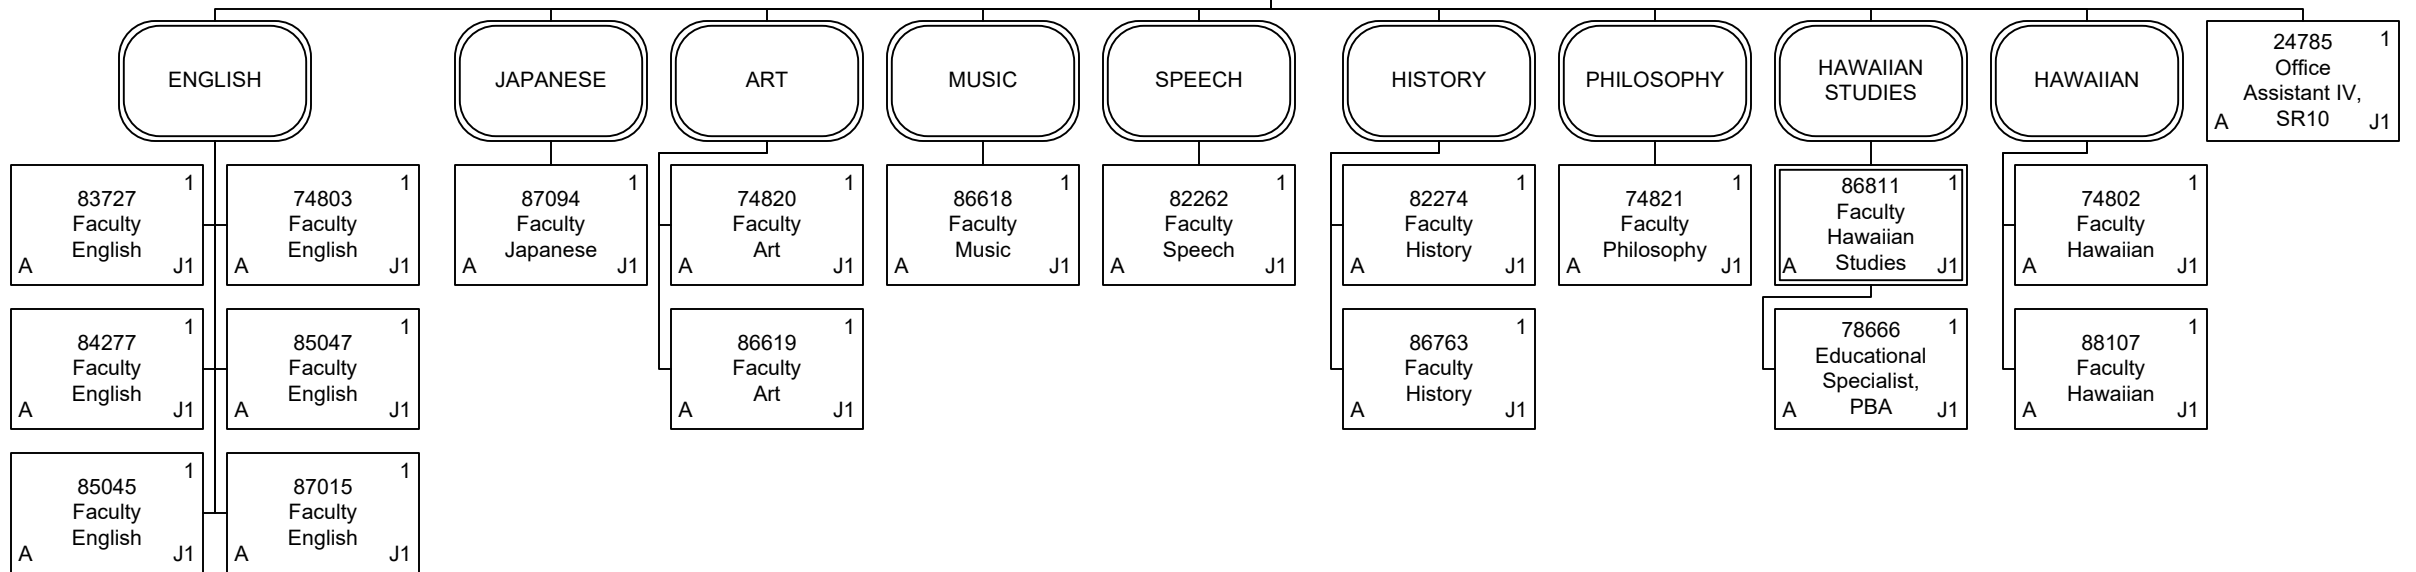 ENGLISH
JAPANESE
ART
MUSIC
SPEECH
HISTORY
PHILOSOPHY
HAWAIIAN
STUDIES
HAWAIIAN
24785 1
Office
Assistant IV,
SR10
A J1
83727 1
Faculty
English
A J1
74803 1
Faculty
English
A J1
87094 1
Faculty
Japanese
A J1
74820 1
Faculty
Art
A J1
86618 1
Faculty
Music
A J1
82262 1
Faculty
Speech
A J1
82274 1
Faculty
History
A J1
74821 1
Faculty
Philosophy
A J1
86811 1
Faculty
Hawaiian
Studies
A J1
74802 1
Faculty
Hawaiian
A J1
84277 1
Faculty
English
A J1
85047 1
Faculty
English
A J1
86619 1
Faculty
Art
A J1
86763 1
Faculty
History
A J1
78666 1
Educational
Specialist,
PBA
A J1
88107 1
Faculty
Hawaiian
A J1
85045 1
Faculty
English
A J1
87015 1
Faculty
English
A J1